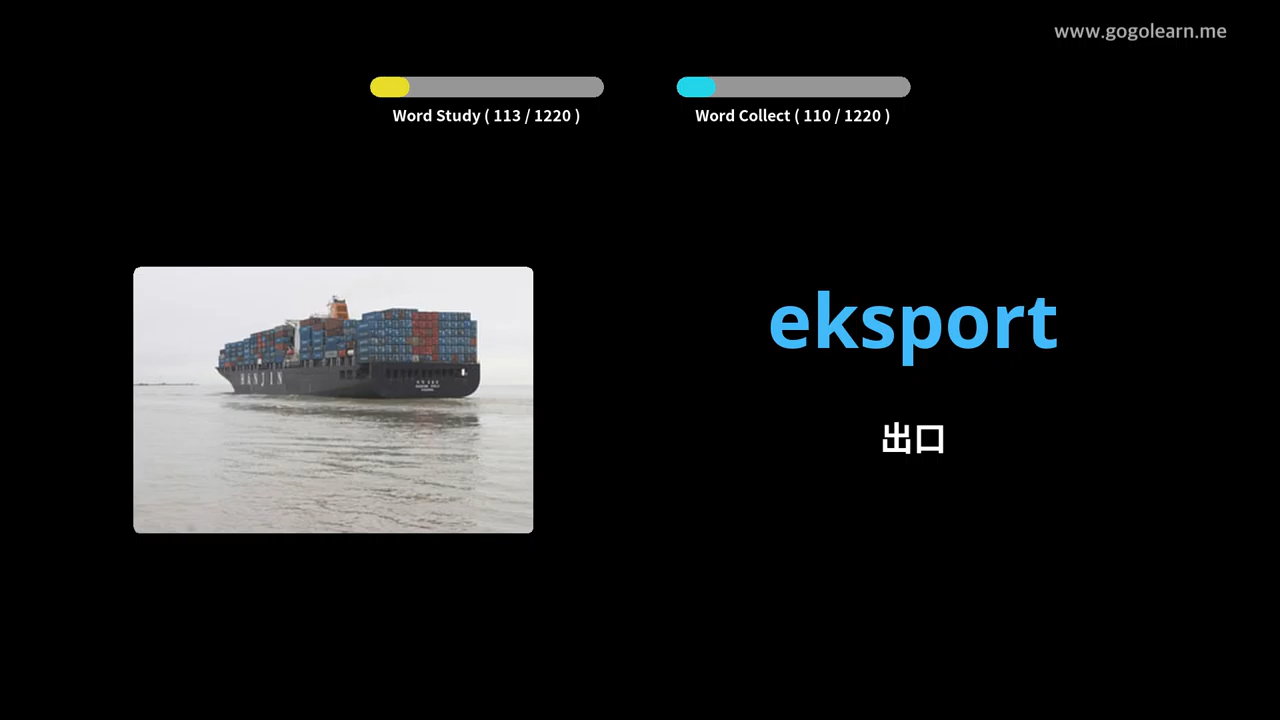 www.gogolearn.me
Word Study ( 113 / 1220 )
Word Collect ( 110 / 1220 )
HANJIN
eksport
出口